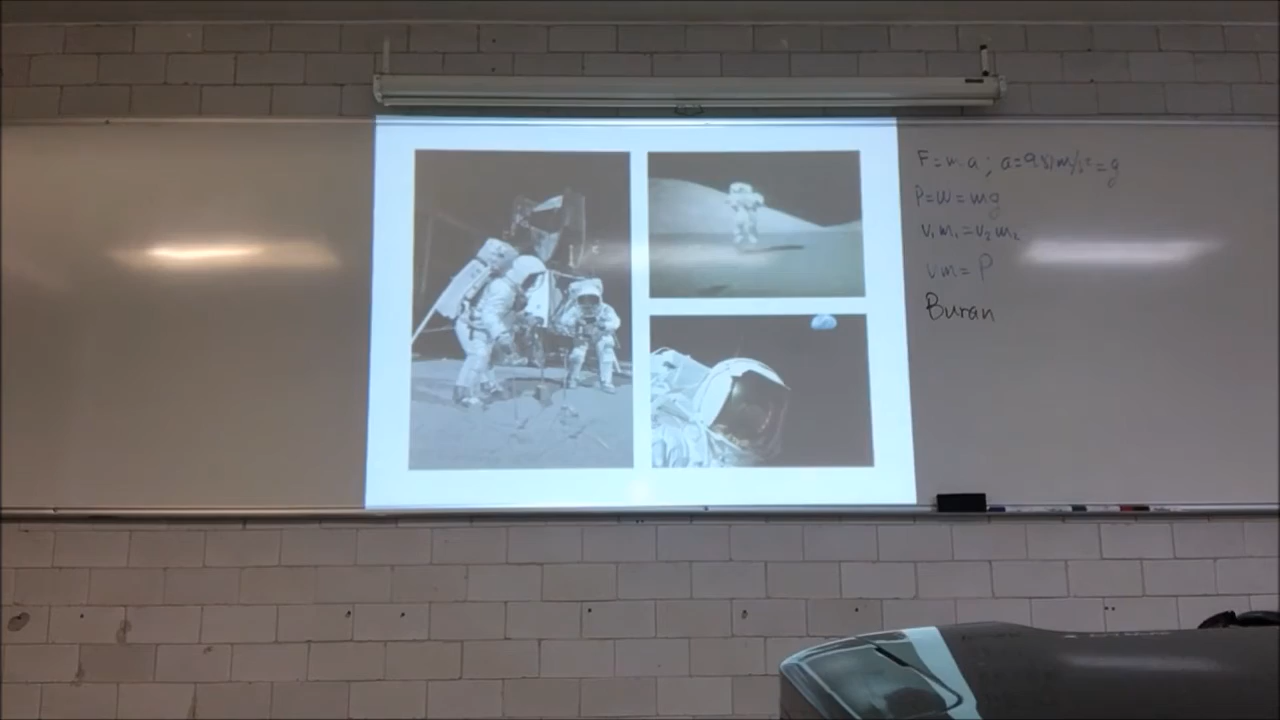 F=m.a; a=9.81m/s²=g
P=W=mg
v₁m₁=v₂m₂
vm=P
Buran